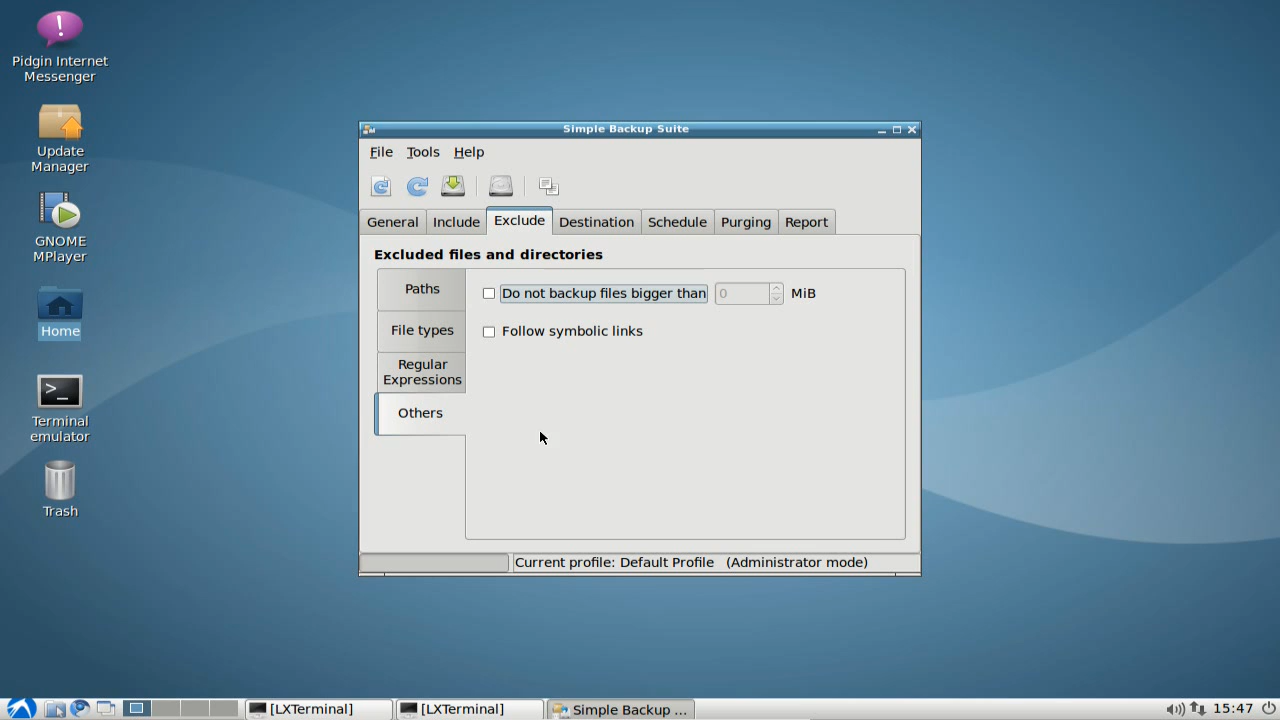 Pidgin Internet
Messenger
Update
Manager
GNOME
MPlayer
Home
Terminal
emulator
Trash
Simple Backup Suite
File Tools Help
General Include Exclude Destination Schedule Purging Report
Excluded files and directories
Paths
File types
Regular
Expressions
Others
Do not backup files bigger than 0 MiB
Follow symbolic links
Current profile: Default Profile (Administrator mode)
[LXTerminal] [LXTerminal] Simple Backup ... 15:47